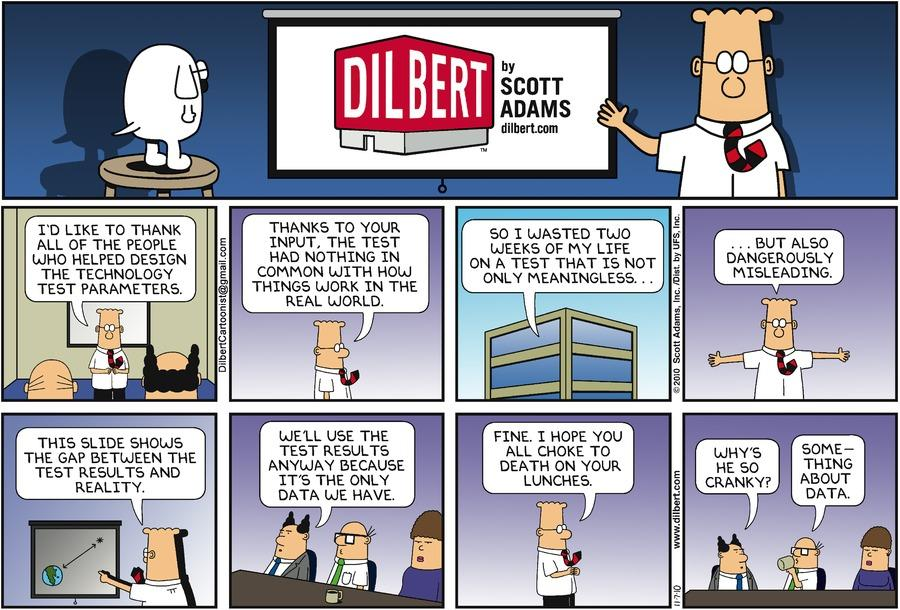 DILBERT
™
by
SCOTT
ADAMS
dilbert.com
I'D LIKE TO THANK
ALL OF THE PEOPLE
WHO HELPED DESIGN
THE TECHNOLOGY
TEST PARAMETERS.
DilbertCartoonist@gmail.com
THANKS TO YOUR
INPUT, THE TEST
HAD NOTHING IN
COMMON WITH HOW
THINGS WORK IN THE
REAL WORLD.
SO I WASTED TWO
WEEKS OF MY LIFE
ON A TEST THAT IS NOT
ONLY MEANINGLESS...
©2010 Scott Adams, Inc./Dist. by UFS, Inc.
...BUT ALSO
DANGEROUSLY
MISLEADING.
THIS SLIDE SHOWS
THE GAP BETWEEN THE
TEST RESULTS AND
REALITY.
WE'LL USE THE
TEST RESULTS
ANYWAY BECAUSE
IT'S THE ONLY
DATA WE HAVE.
FINE. I HOPE YOU
ALL CHOKE TO
DEATH ON YOUR
LUNCHES.
www.dilbert.com
11-7-10
WHY'S
HE SO
CRANKY?
SOME-
THING
ABOUT
DATA.